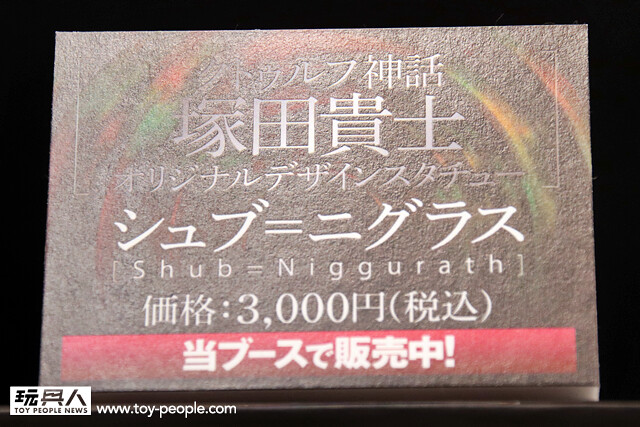 クトゥルフ神話
塚田貴士
オリジナルデザインスタチュー
シュブ=ニグラス
[Shub=Niggurath]
価格:3,000円(税込)
当ブースで販売中!
玩具人
TOY PEOPLE NEWS
www.toy-people.com